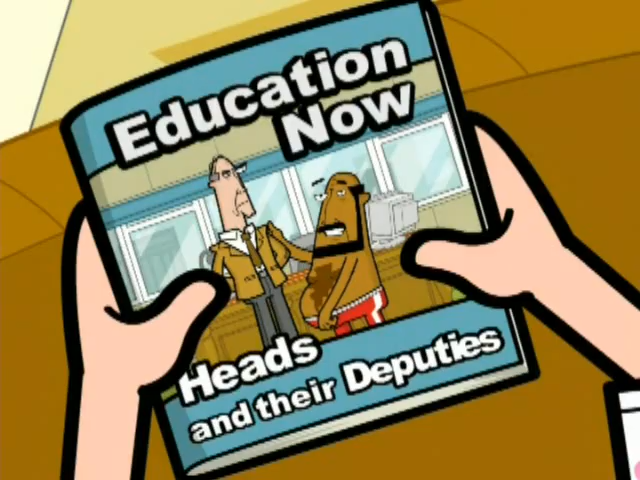 Education
Now
Heads
and their Deputies